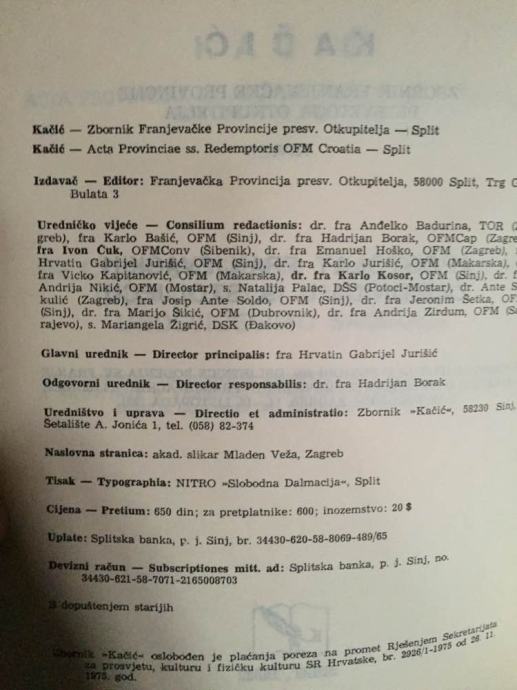 Kačić — Zbornik Franjevačke Provincije presv. Otkupitelja — Split
Kačić — Acta Provinciae ss. Redemptoris OFM Croatia — Split
Izdavač — Editor: Franjevačka Provincija presv. Otkupitelja, 58000 Split, Trg G
Bulata 3
Uredničko vijeće — Consilium redactionis: dr. fra Anđelko Badurina, TOR (Z
greb), fra Karlo Bašić, OFM (Sinj), dr. fra Hadrijan Borak, OFMCap (Zagre
fra Ivon Ćuk, OFMConv (Šibenik), dr. fra Emanuel Hoško, OFM (Zagreb),
Hrvatin Gabrijel Jurišić, OFM (Sinj), dr. fra Karlo Jurišić, OFM (Makarska),
fra Vicko Kapitanović, OFM (Makarska), dr. fra Karlo Kosor, OFM (Sinj), dr. f
Andrija Nikić, OFM (Mostar), s. Natalija Palac, DŠS (Potoci-Mostar), dr. Ante S
kulić (Zagreb), fra Josip Ante Soldo, OFM (Sinj), dr. fra Jeronim Šetka, OF
(Sinj), dr. fra Marijo Šikić, OFM (Dubrovnik), dr. fra Andrija Zirdum, OFM (Sa
rajevo), s. Mariangela Žigrić, DSK (Đakovo)
Glavni urednik — Director principalis: fra Hrvatin Gabrijel Jurišić
Odgovorni urednik — Director responsabilis: dr. fra Hadrijan Borak
Uredništvo i uprava — Directio et administratio: Zbornik »Kačić«, 58230 Sinj,
Šetalište A. Jonića 1, tel. (058) 82-374
Naslovna stranica: akad. slikar Mladen Veža, Zagreb
Tisak — Typographia: NITRO »Slobodna Dalmacija«, Split
Cijena — Pretium: 650 din; za pretplatnike: 600; inozemstvo: 20 $
Uplate: Splitska banka, p. j. Sinj, br. 34430-620-58-8069-489/65
Devizni račun — Subscriptiones mitt. ad: Splitska banka, p. j. Sinj, no.
34430-621-58-7071-2165008703
S dopuštenjem starijih
Zbornik »Kačić« oslobođen je plaćanja poreza na promet Rješenjem Sekretarijata
za prosvjetu, kulturu i fizičku kulturu SR Hrvatske, br. 2926/1-1975 od 26. 11.
1975. god.